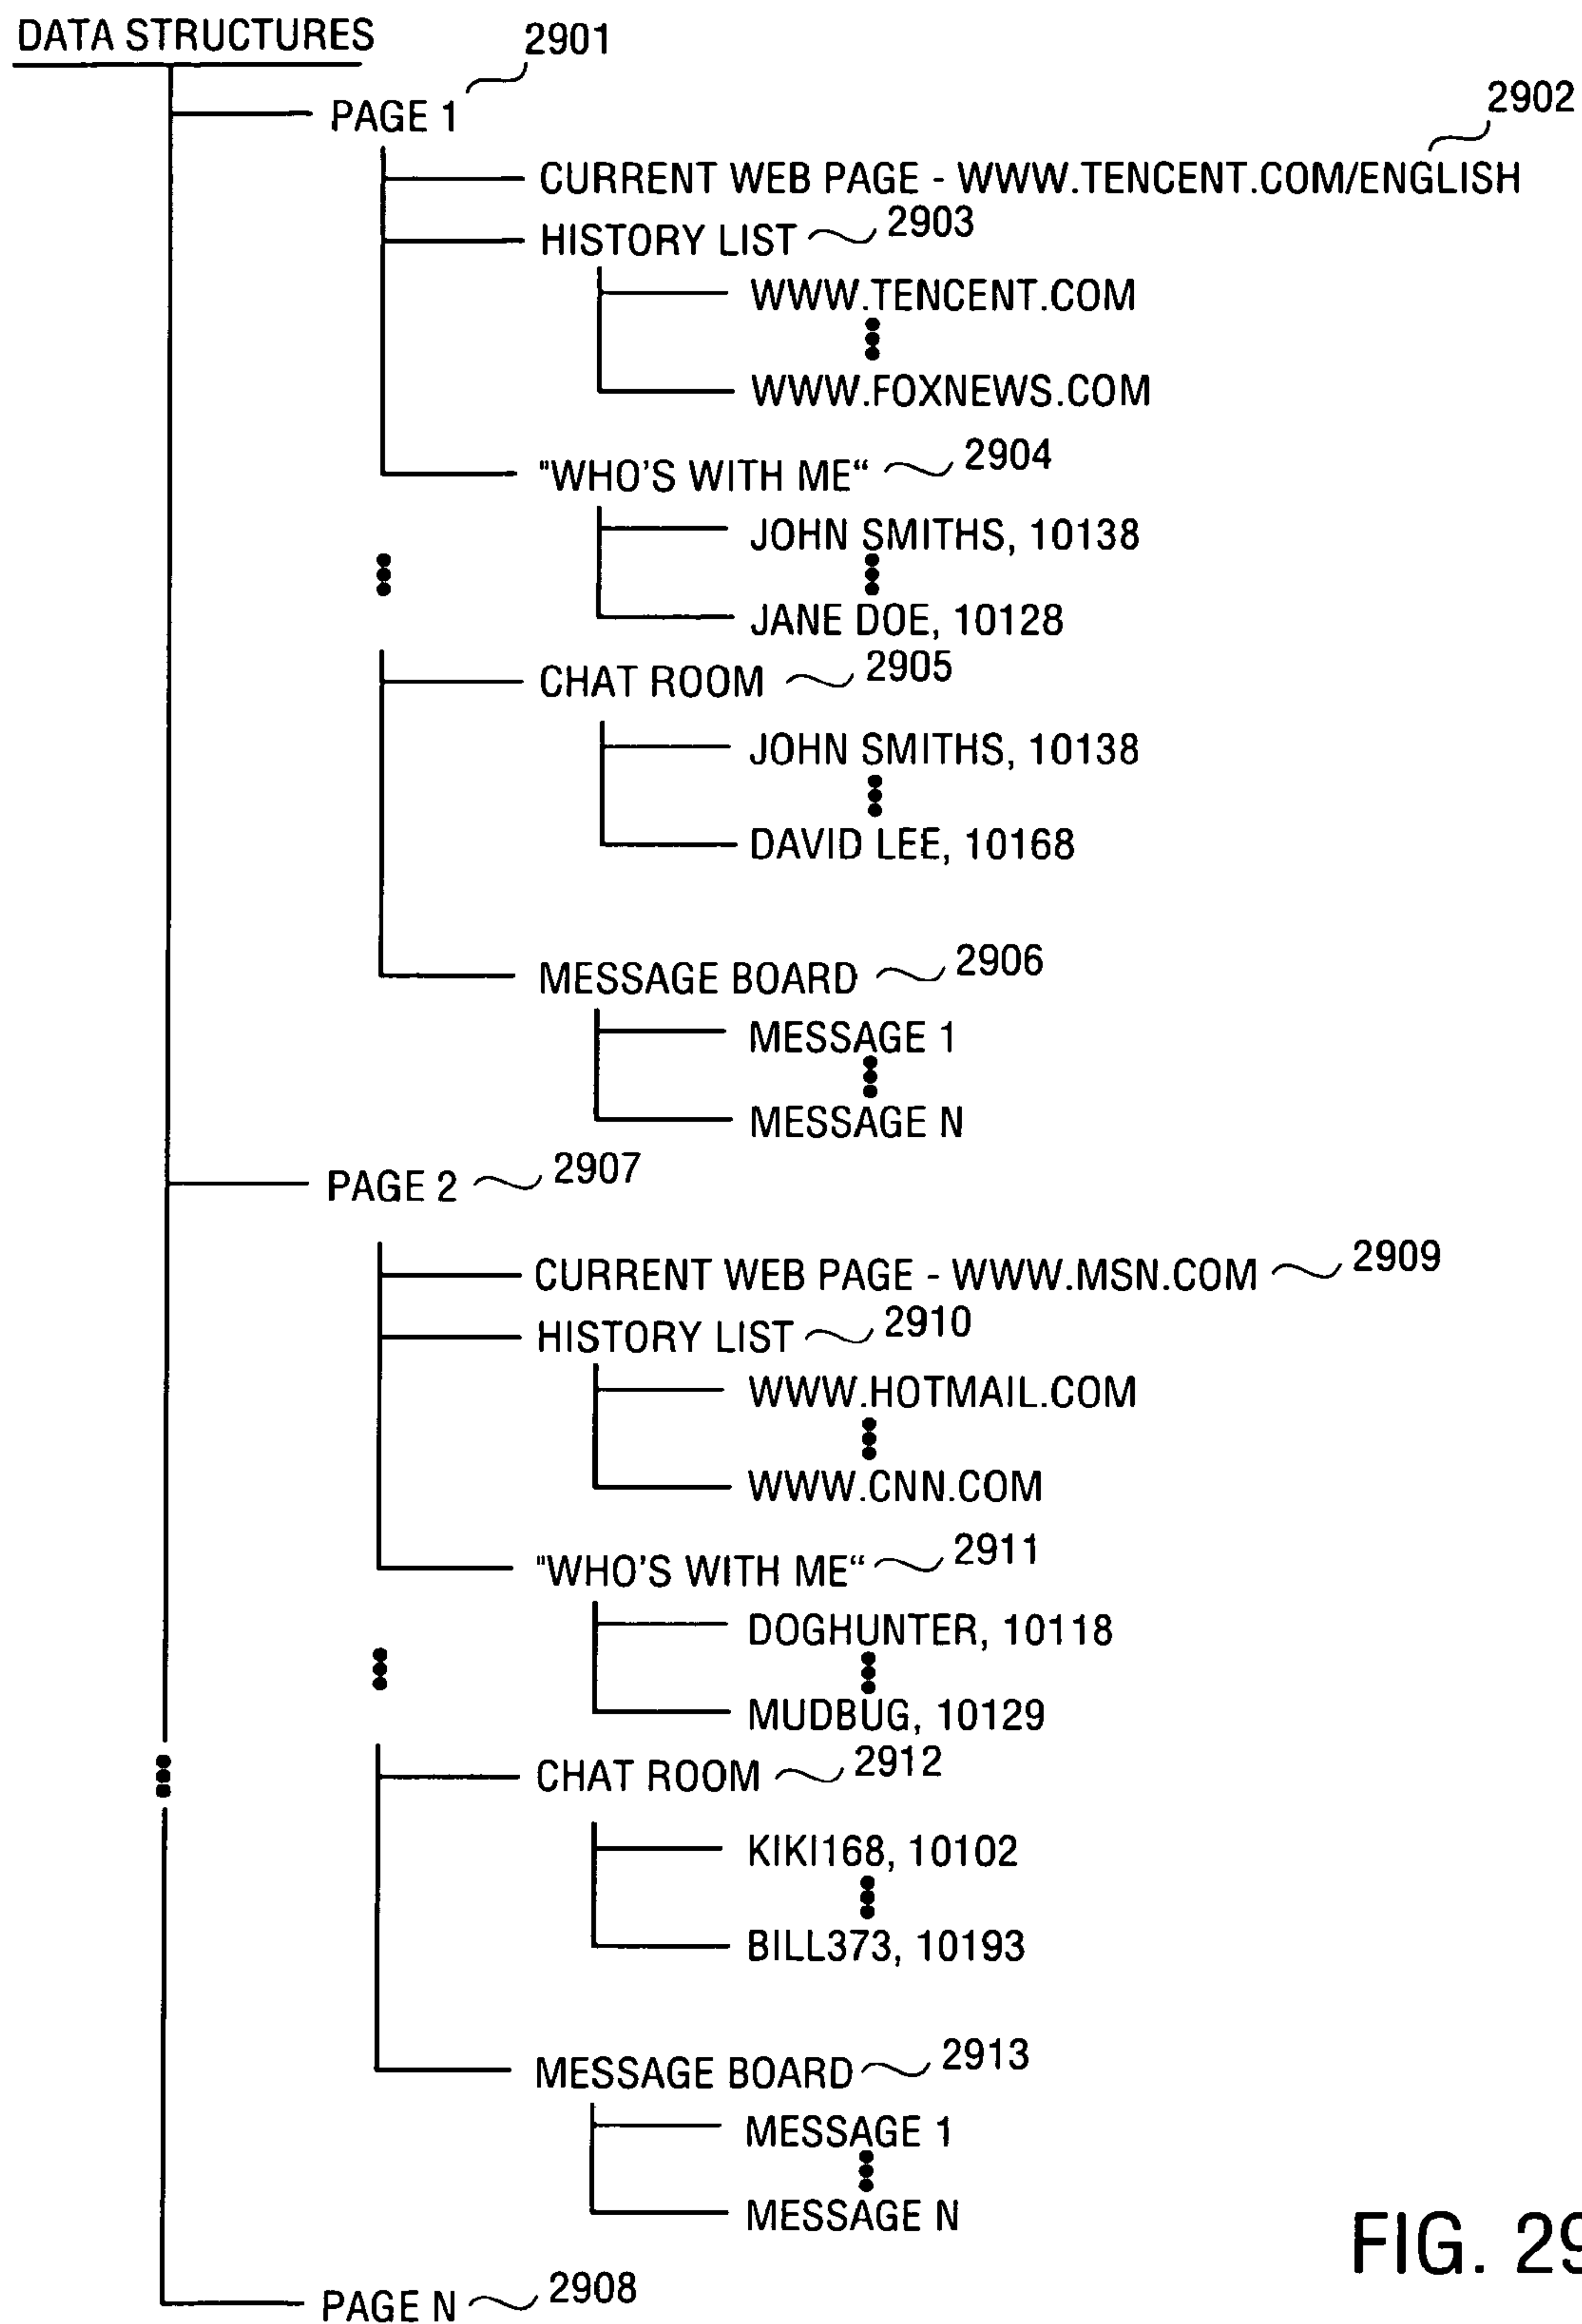 DATA STRUCTURES
2901
PAGE 1
2902
CURRENT WEB PAGE - WWW.TENCENT.COM/ENGLISH
HISTORY LIST 2903
WWW.TENCENT.COM
WWW.FOXNEWS.COM
"WHO'S WITH ME“ 2904
JOHN SMITHS, 10138
JANE DOE, 10128
CHAT ROOM 2905
JOHN SMITHS, 10138
DAVID LEE, 10168
MESSAGE BOARD 2906
MESSAGE 1
MESSAGE N
PAGE 2 2907
CURRENT WEB PAGE - WWW.MSN.COM 2909
HISTORY LIST 2910
WWW.HOTMAIL.COM
WWW.CNN.COM
"WHO'S WITH ME“ 2911
DOGHUNTER, 10118
MUDBUG, 10129
CHAT ROOM 2912
KIKI168, 10102
BILL373, 10193
MESSAGE BOARD 2913
MESSAGE 1
MESSAGE N
FIG. 29
PAGE N 2908